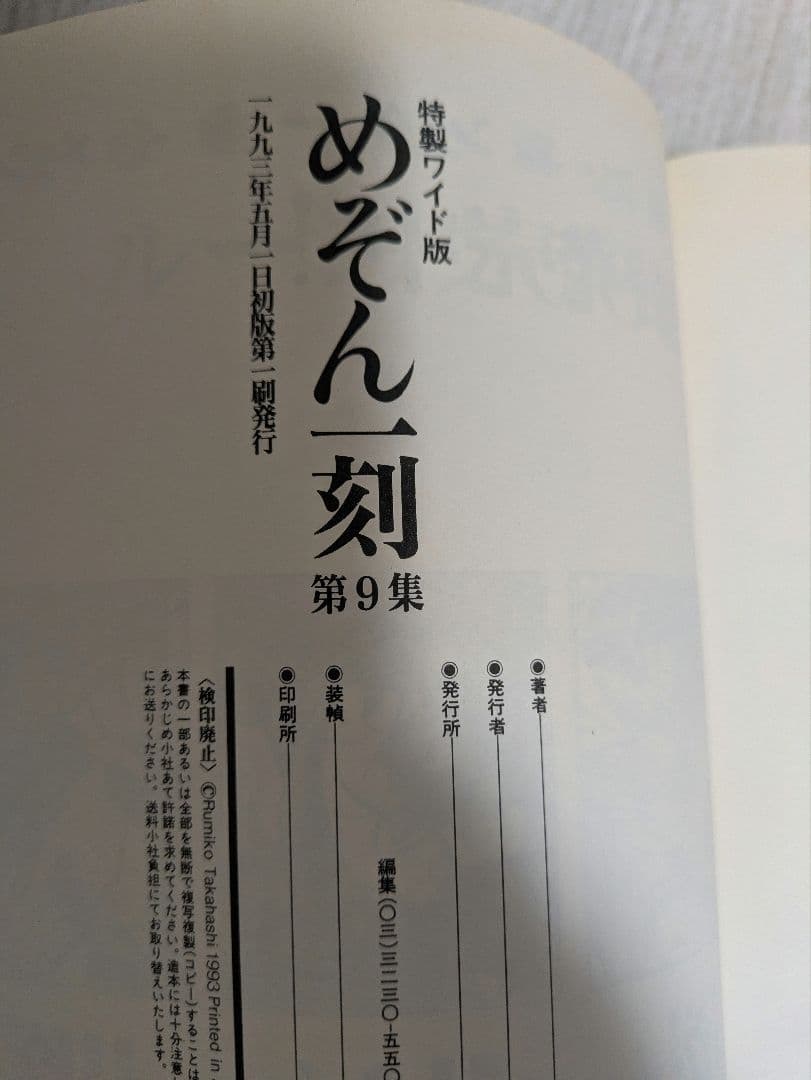 特製ワイド版
めぞん一刻
第9集
一九九三年五月一日初版第一刷発行
●著者
●発行者
●発行所
編集(〇三)三二三〇-五五〇
●装幀
●印刷所
〈検印廃止〉©Rumiko Takahashi 1993 Printed in
本書の一部あるいは全部を無断で複写複製(コピー)することは
あらかじめ小社あて許諾を求めてください。造本には十分注意
にお送りください。送料小社負担にてお取り替えいたします。